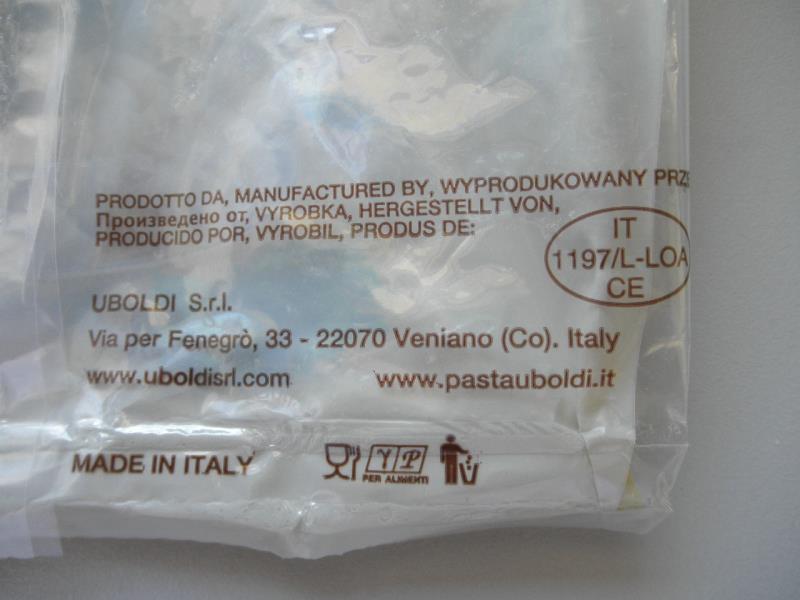 PRODOTTO DA, MANUFACTURED BY, WYPRODUKOWANY PRZE
Произведено от, VYROBKA, HERGESTELLT VON,
PRODUCIDO POR, VYROBIL, PRODUS DE:
IT
1197/L-LOA
CE
UBOLDI S.r.l.
Via per Fenegrò, 33 - 22070 Veniano (Co). Italy
www.uboldisrl.com www.pastauboldi.it
MADE IN ITALY
PER ALIMENTI